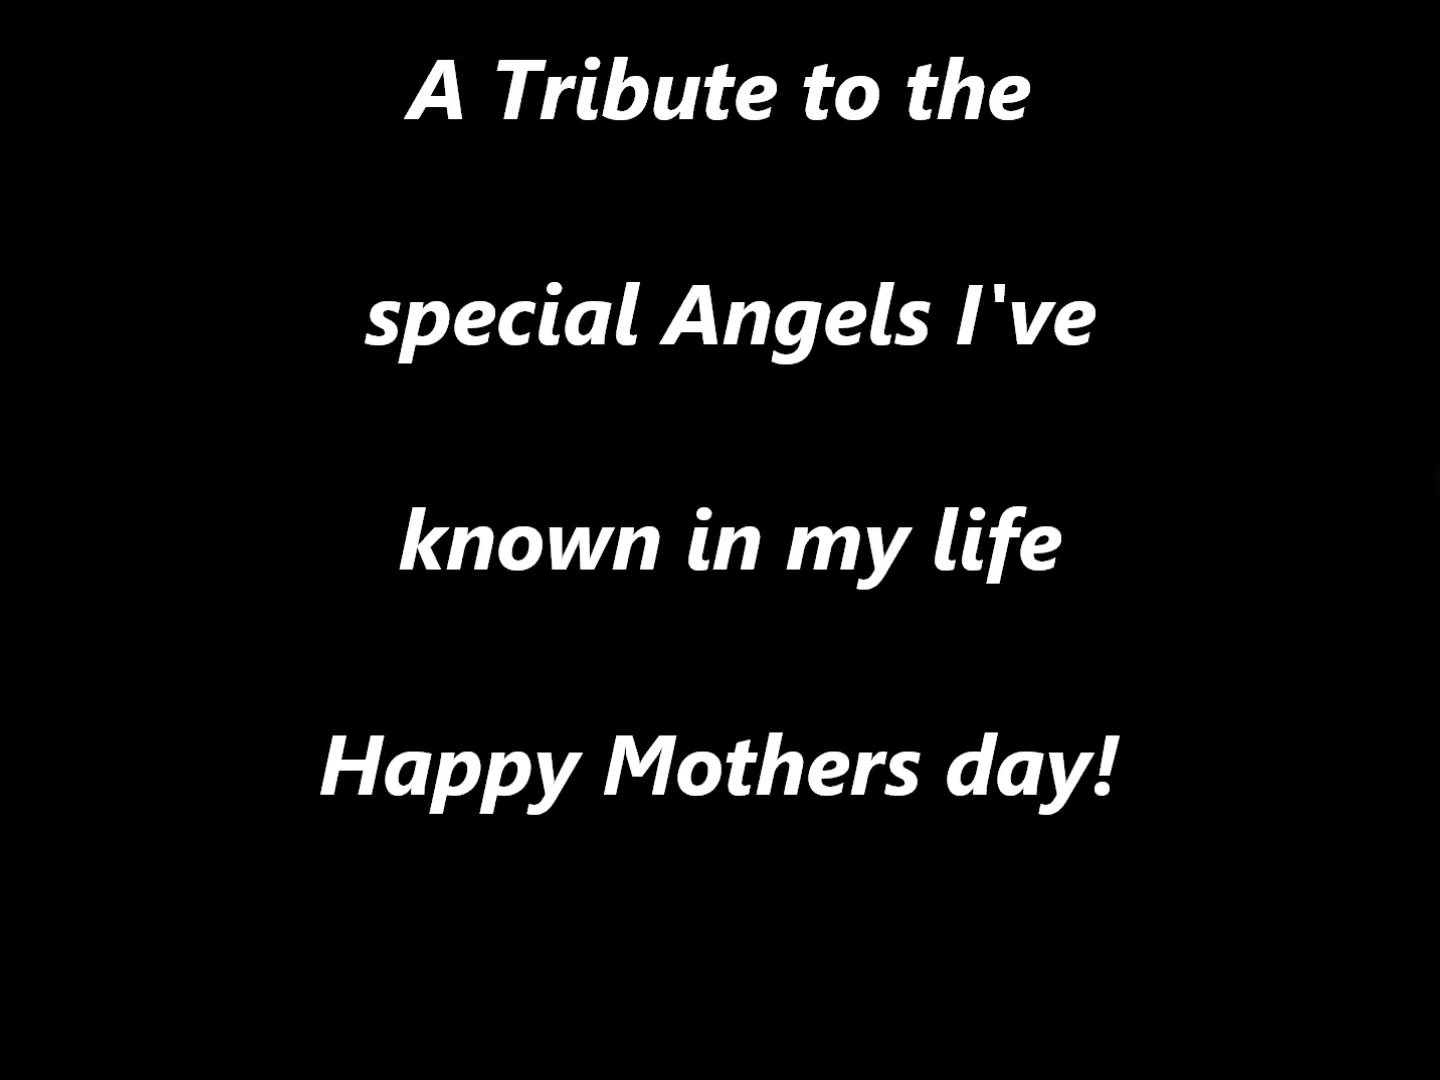 A Tribute to the
special Angels I've
known in my life
Happy Mothers day!